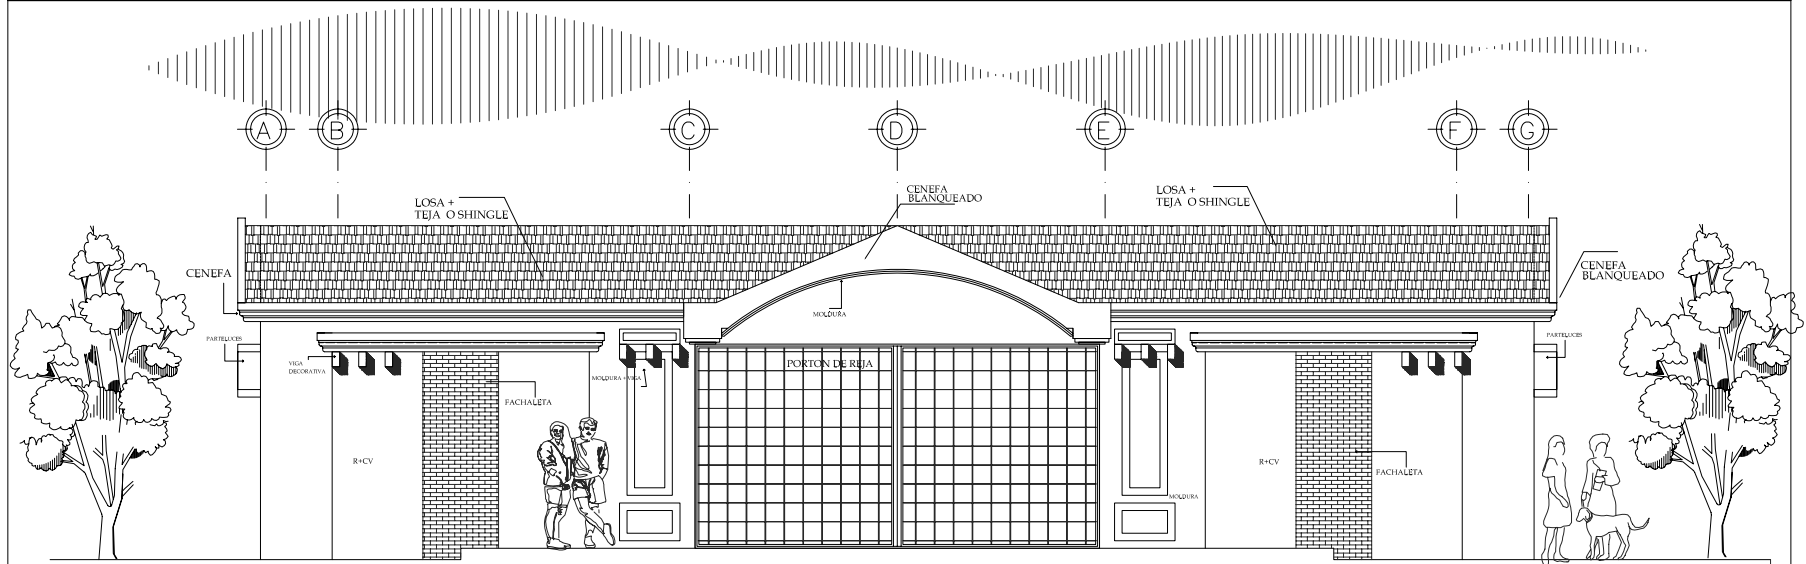 A B C D E F G
LOSA +
TEJA O SHINGLE
CENEFA
BLANQUEADO
LOSA +
TEJA O SHINGLE
CENEFA
CENEFA
BLANQUEADO
MOLDURA
PARTELUCES
PARTELUCES
VIGA
DECORATIVA
PORTON DE REJA
MOLDURA + VIGA
FACHALETA
R+CV
R+CV
FACHALETA
MOLDURA